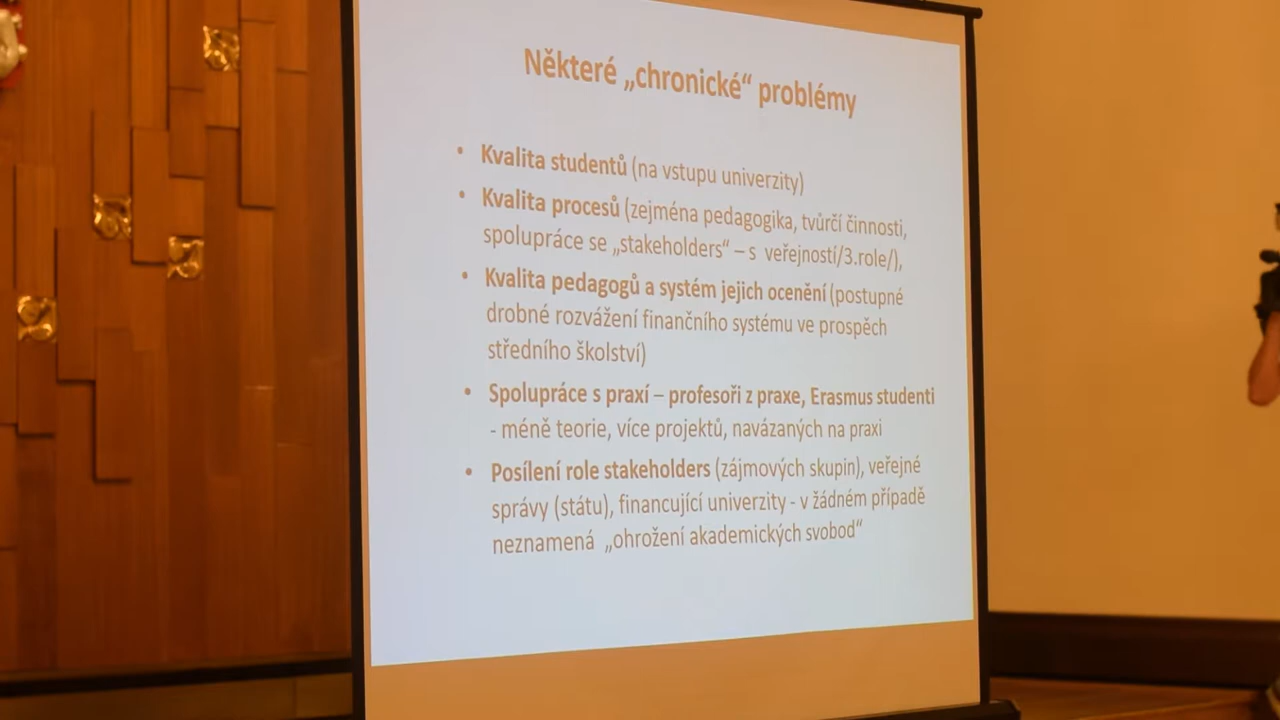 Některé „chronické“ problémy
• Kvalita studentů (na vstupu univerzity)
• Kvalita procesů (zejména pedagogika, tvůrčí činnosti,
spolupráce se „stakeholders“ – s veřejností/3.role/),
• Kvalita pedagogů a systém jejich ocenění (postupné
drobné rozvážení finančního systému ve prospěch
středního školství)
• Spolupráce s praxí – profesoři z praxe, Erasmus studenti
- méně teorie, více projektů, navázaných na praxi
• Posílení role stakeholders (zájmových skupin), veřejné
správy (státu), financující univerzity - v žádném případě
neznamená „ohrožení akademických svobod“